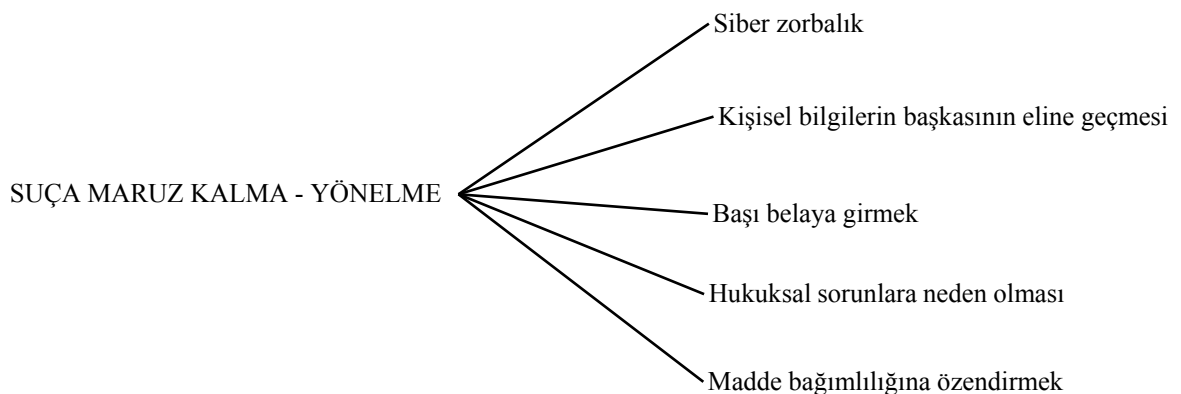 Siber zorbalık
Kişisel bilgilerin başkasının eline geçmesi
SUÇA MARUZ KALMA - YÖNELME
Başı belaya girmek
Hukuksal sorunlara neden olması
Madde bağımlılığına özendirmek